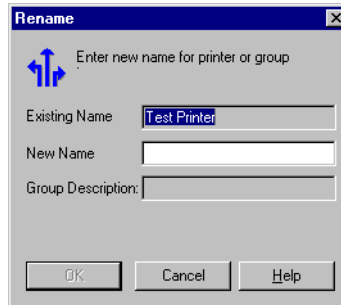 Rename
Enter new name for printer or group
Existing Name Test Printer
New Name
Group Description:
OK Cancel Help